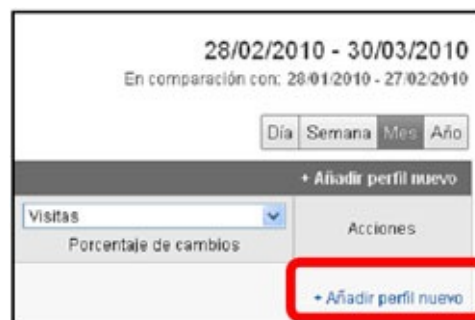 28/02/2010 - 30/03/2010
En comparación con: 28/01/2010 - 27/02/2010
Día Semana Mes Año
+ Añadir perfil nuevo
Visitas
Porcentaje de cambios
Acciones
+ Añadir perfil nuevo